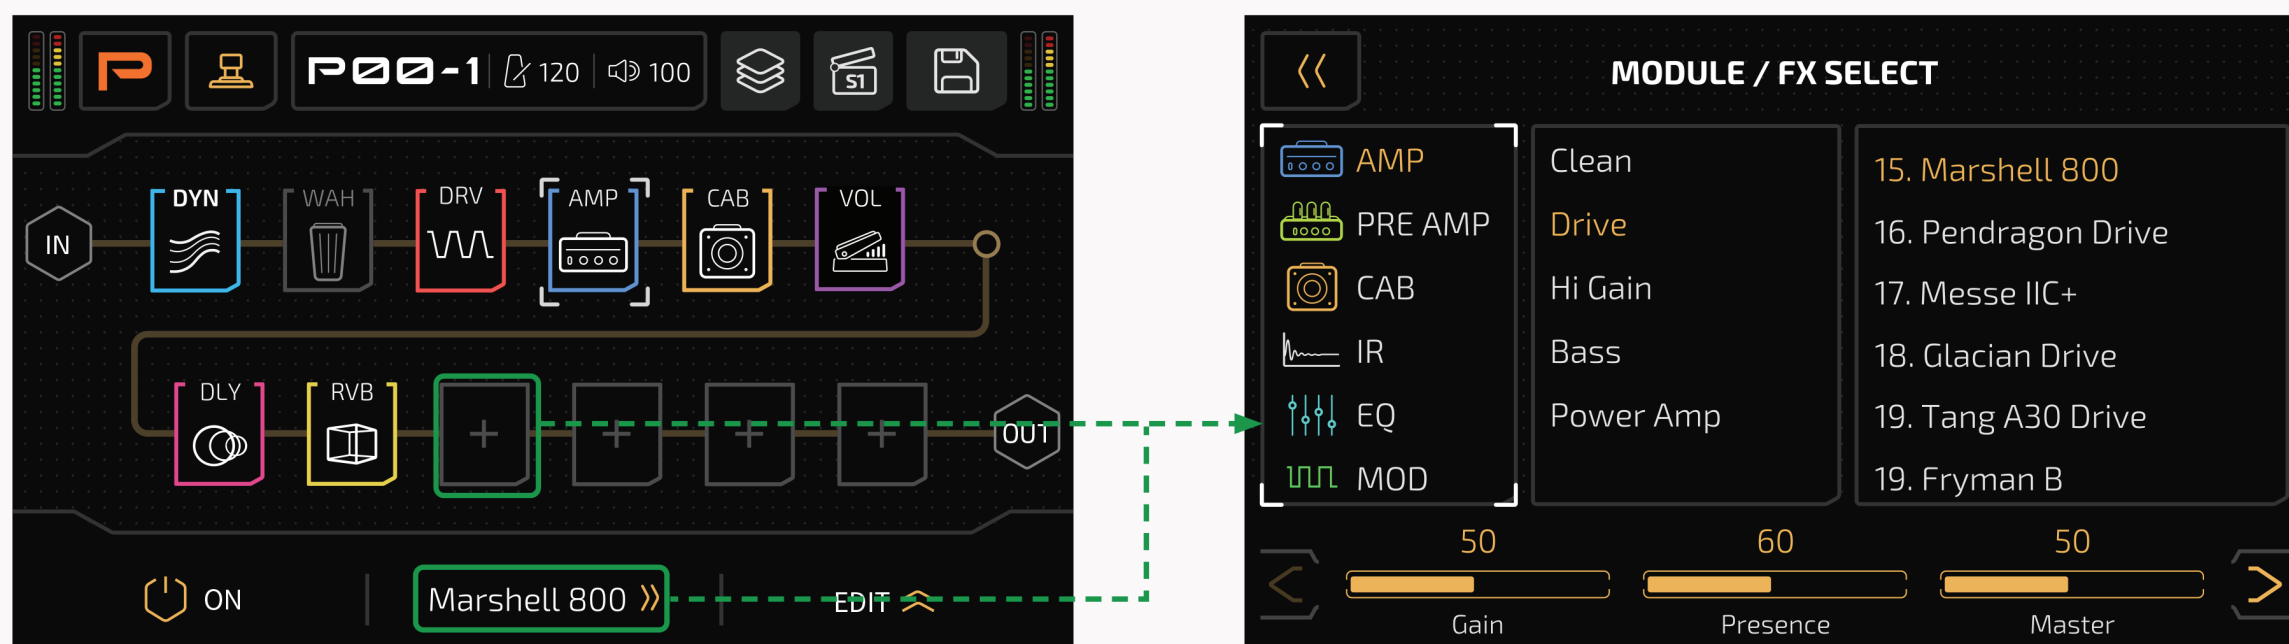 P00-1 120 100 S1
IN
DYN WAH DRV AMP CAB VOL
DLY RVB
OUT
ON Marshell 800 EDIT
MODULE / FX SELECT
AMP
PRE AMP
CAB
IR
EQ
MOD
Clean
Drive
Hi Gain
Bass
Power Amp
15. Marshell 800
16. Pendragon Drive
17. Messe IIC+
18. Glacian Drive
19. Tang A30 Drive
19. Fryman B
50 60 50
Gain Presence Master